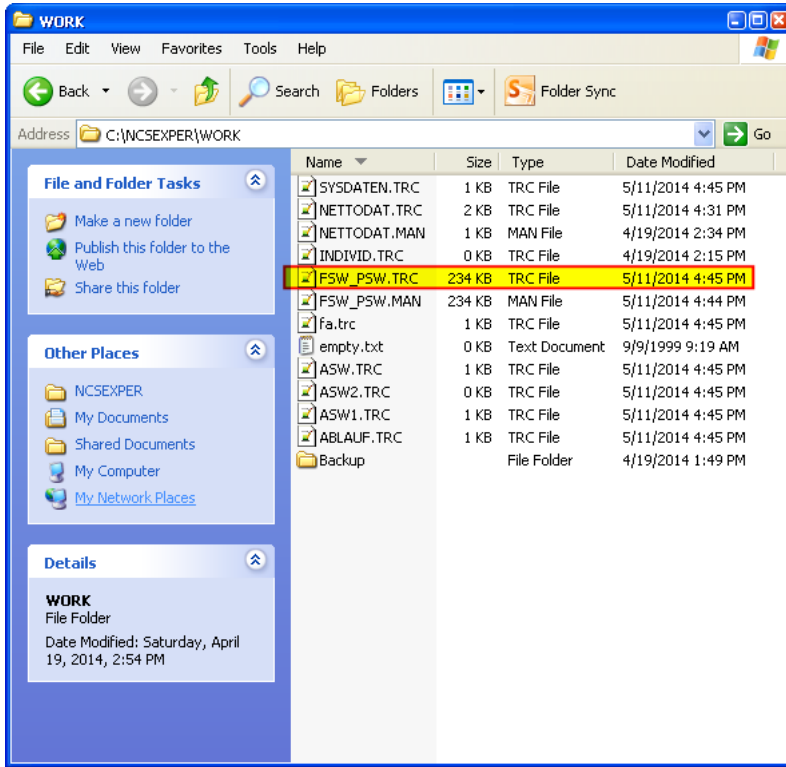 WORK
File Edit View Favorites Tools Help
Back Search Folders Folder Sync
Address C:\NCSEXPER\WORK Go
File and Folder Tasks
Make a new folder
Publish this folder to the
Web
Share this folder
Other Places
NCSEXPER
My Documents
Shared Documents
My Computer
My Network Places
Details
WORK
File Folder
Date Modified: Saturday, April
19, 2014, 2:54 PM
Name Size Type Date Modified
SYSDATEN.TRC 1 KB TRC File 5/11/2014 4:45 PM
NETTODAT.TRC 2 KB TRC File 5/11/2014 4:31 PM
NETTODAT.MAN 1 KB MAN File 4/19/2014 2:34 PM
INDIVID.TRC 0 KB TRC File 4/19/2014 2:15 PM
FSW_PSW.TRC 234 KB TRC File 5/11/2014 4:45 PM
FSW_PSW.MAN 234 KB MAN File 5/11/2014 4:44 PM
fa.trc 1 KB TRC File 5/11/2014 4:45 PM
empty.txt 0 KB Text Document 9/9/1999 9:19 AM
ASW.TRC 1 KB TRC File 5/11/2014 4:45 PM
ASW2.TRC 0 KB TRC File 5/11/2014 4:45 PM
ASW1.TRC 1 KB TRC File 5/11/2014 4:45 PM
ABLAUF.TRC 1 KB TRC File 5/11/2014 4:45 PM
Backup File Folder 4/19/2014 1:49 PM